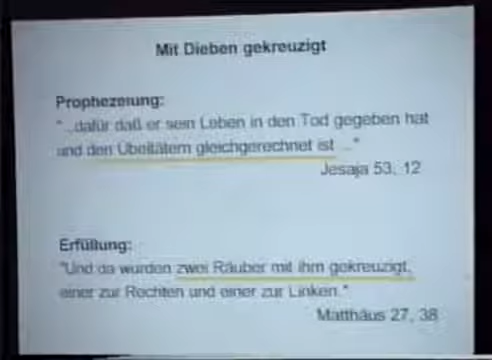 Mit Dieben gekreuzigt
Prophezeiung:
"...dafür daß er sein Leben in den Tod gegeben hat
und den Übeltätern gleichgerechnet ist ..."
Jesaja 53, 12
Erfüllung:
"Und da wurden zwei Räuber mit ihm gekreuzigt,
einer zur Rechten und einer zur Linken."
Matthäus 27, 38